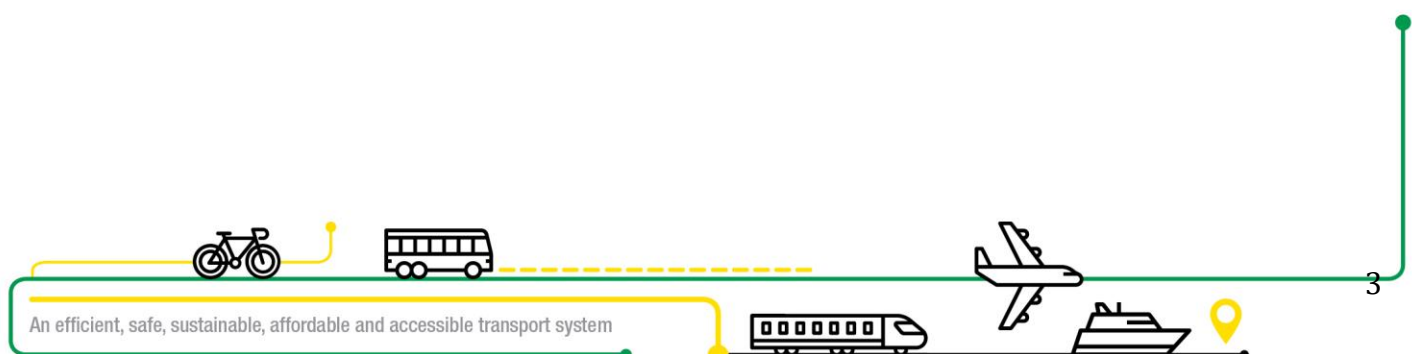 3
An efficient, safe, sustainable, affordable and accessible transport system